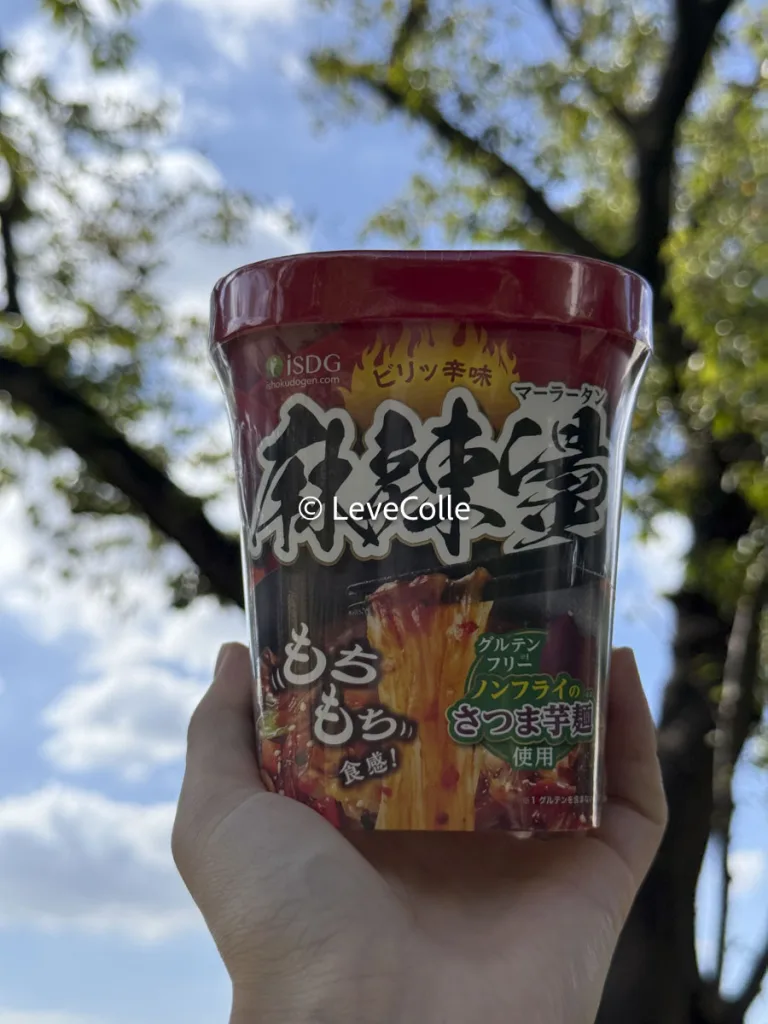 iSDG
ishokudogen.com
ピリッ辛味
マーラータン
麻辣湯
© LeveColle
もち
もち
食感!
グルテン
フリー
ノンフライの
さつま芋麺
使用